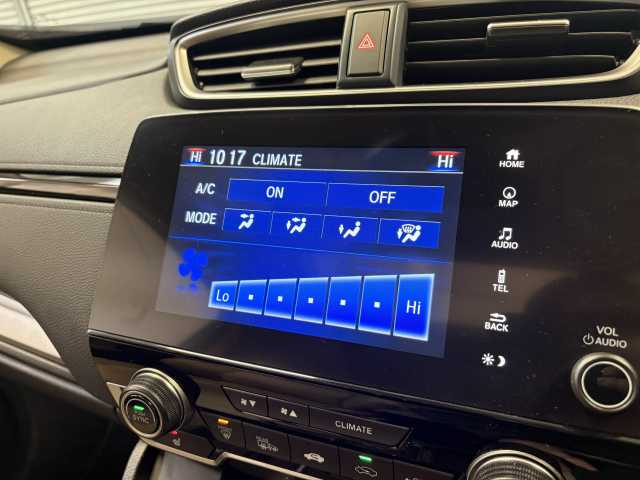 Hi 10 17 CLIMATE Hi
A/C ON OFF
MODE
Lo Hi
HOME
MAP
AUDIO
TEL
BACK
VOL
AUDIO
SYNC
CLIMATE
A/C